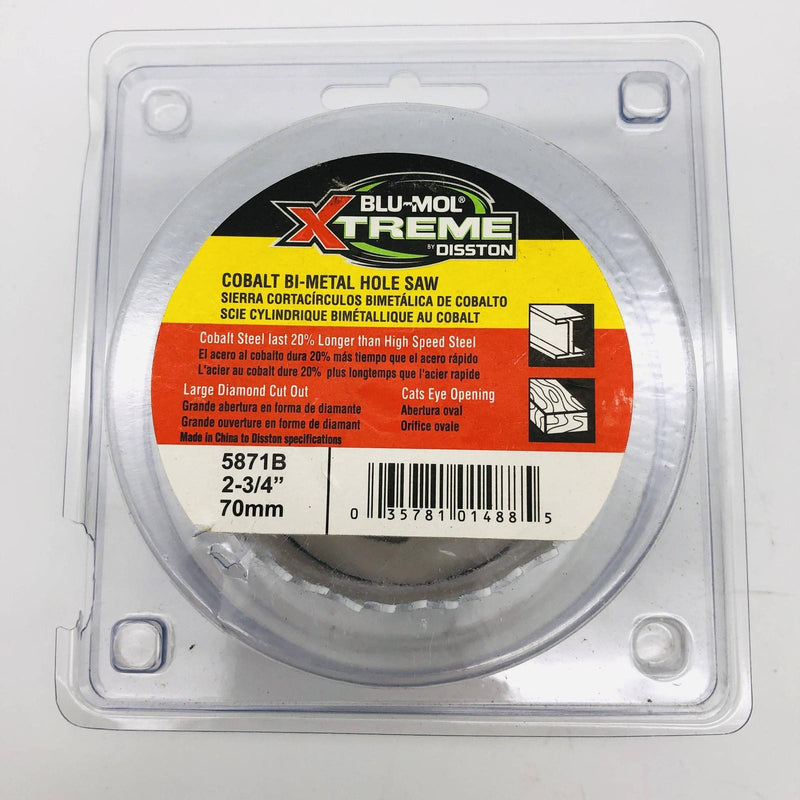 BLU-MOL®
XTREME
BY DISSTON
COBALT BI-METAL HOLE SAW
SIERRA CORTACÍRCULOS BIMETÁLICA DE COBALTO
SCIE CYLINDRIQUE BIMÉTALLIQUE AU COBALT
Cobalt Steel last 20% Longer than High Speed Steel
El acero al cobalto dura 20% más tiempo que el acero rápido
L'acier au cobalt dure 20% plus longtemps que l'acier rapide
Large Diamond Cut Out
Grande abertura en forma de diamante
Grande ouverture en forme de diamant
Cats Eye Opening
Abertura oval
Orifice ovale
Made in China to Disston specifications
5871B
2-3/4"
70mm
0 35781 01488 5